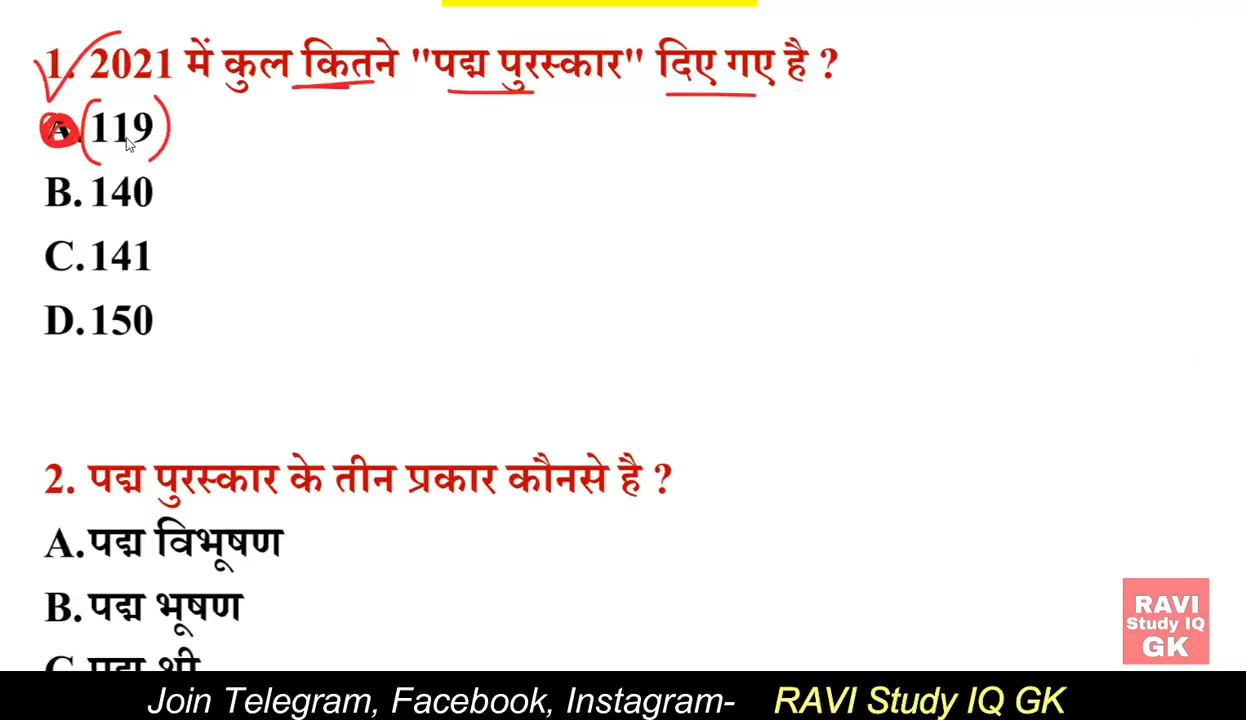 1. 2021 में कुल कितने "पद्म पुरस्कार" दिए गए है ?
A. 119
B. 140
C. 141
D. 150
2. पद्म पुरस्कार के तीन प्रकार कौनसे है ?
A. पद्म विभूषण
B. पद्म भूषण
C. पद्म श्री
RAVI
Study IQ
GK
Join Telegram, Facebook, Instagram- RAVI Study IQ GK